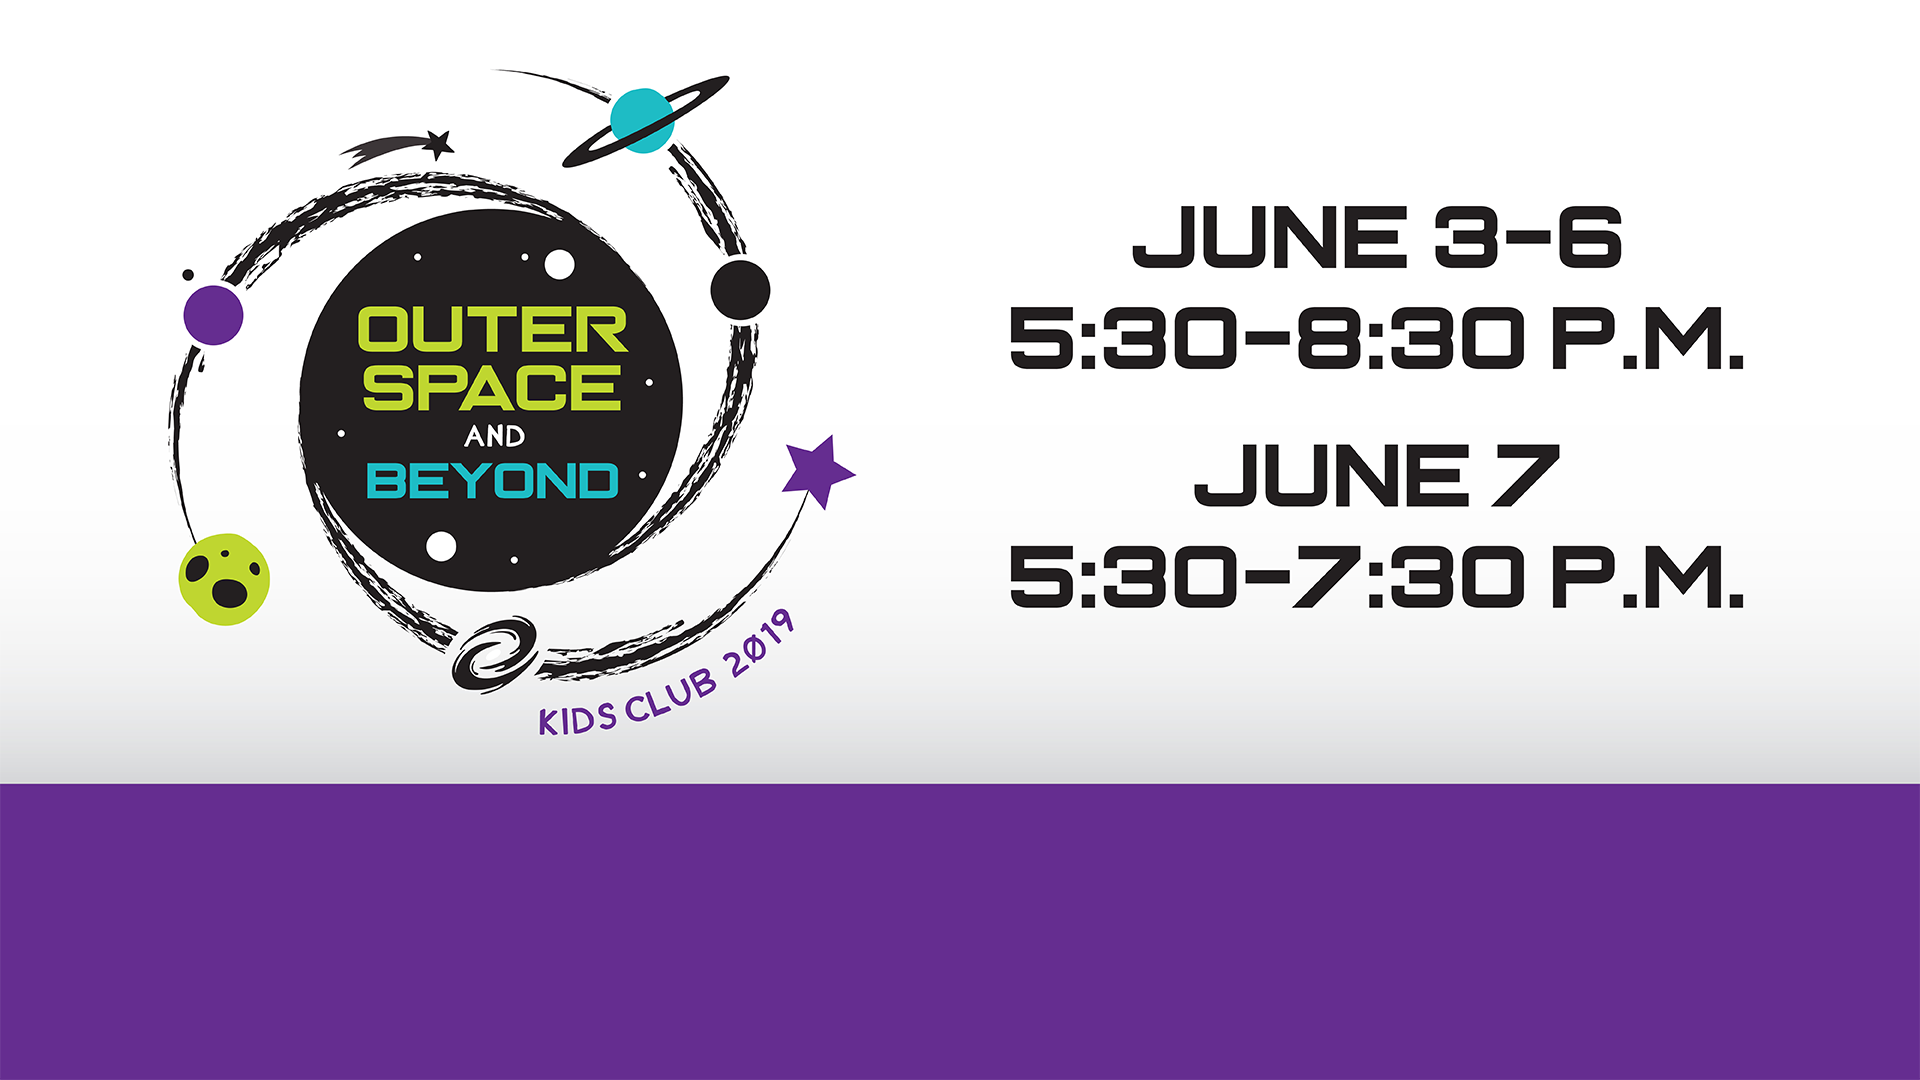 OUTER
SPACE
AND
BEYOND
KIDS CLUB 2019
JUNE 3-6
5:30-8:30 P.M.
JUNE 7
5:30-7:30 P.M.